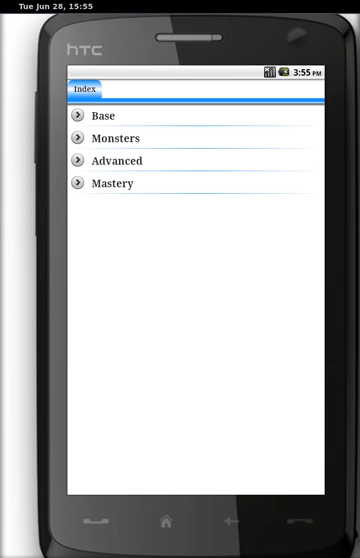 Tue Jun 28, 15:55
hTC
3:55 PM
Index
Base
Monsters
Advanced
Mastery